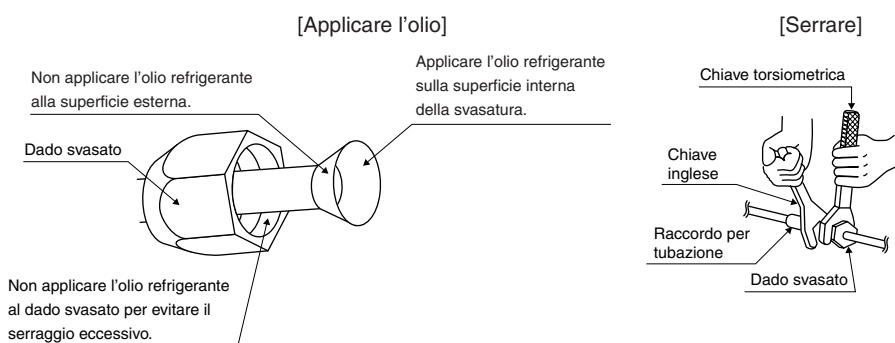 [Applicare l'olio]
Non applicare l'olio refrigerante
alla superficie esterna.
Applicare l'olio refrigerante
sulla superficie interna
della svasatura.
Dado svasato
Non applicare l'olio refrigerante
al dado svasato per evitare il
serraggio eccessivo.
[Serrare]
Chiave torsiometrica
Chiave
inglese
Raccordo per
tubazione
Dado svasato